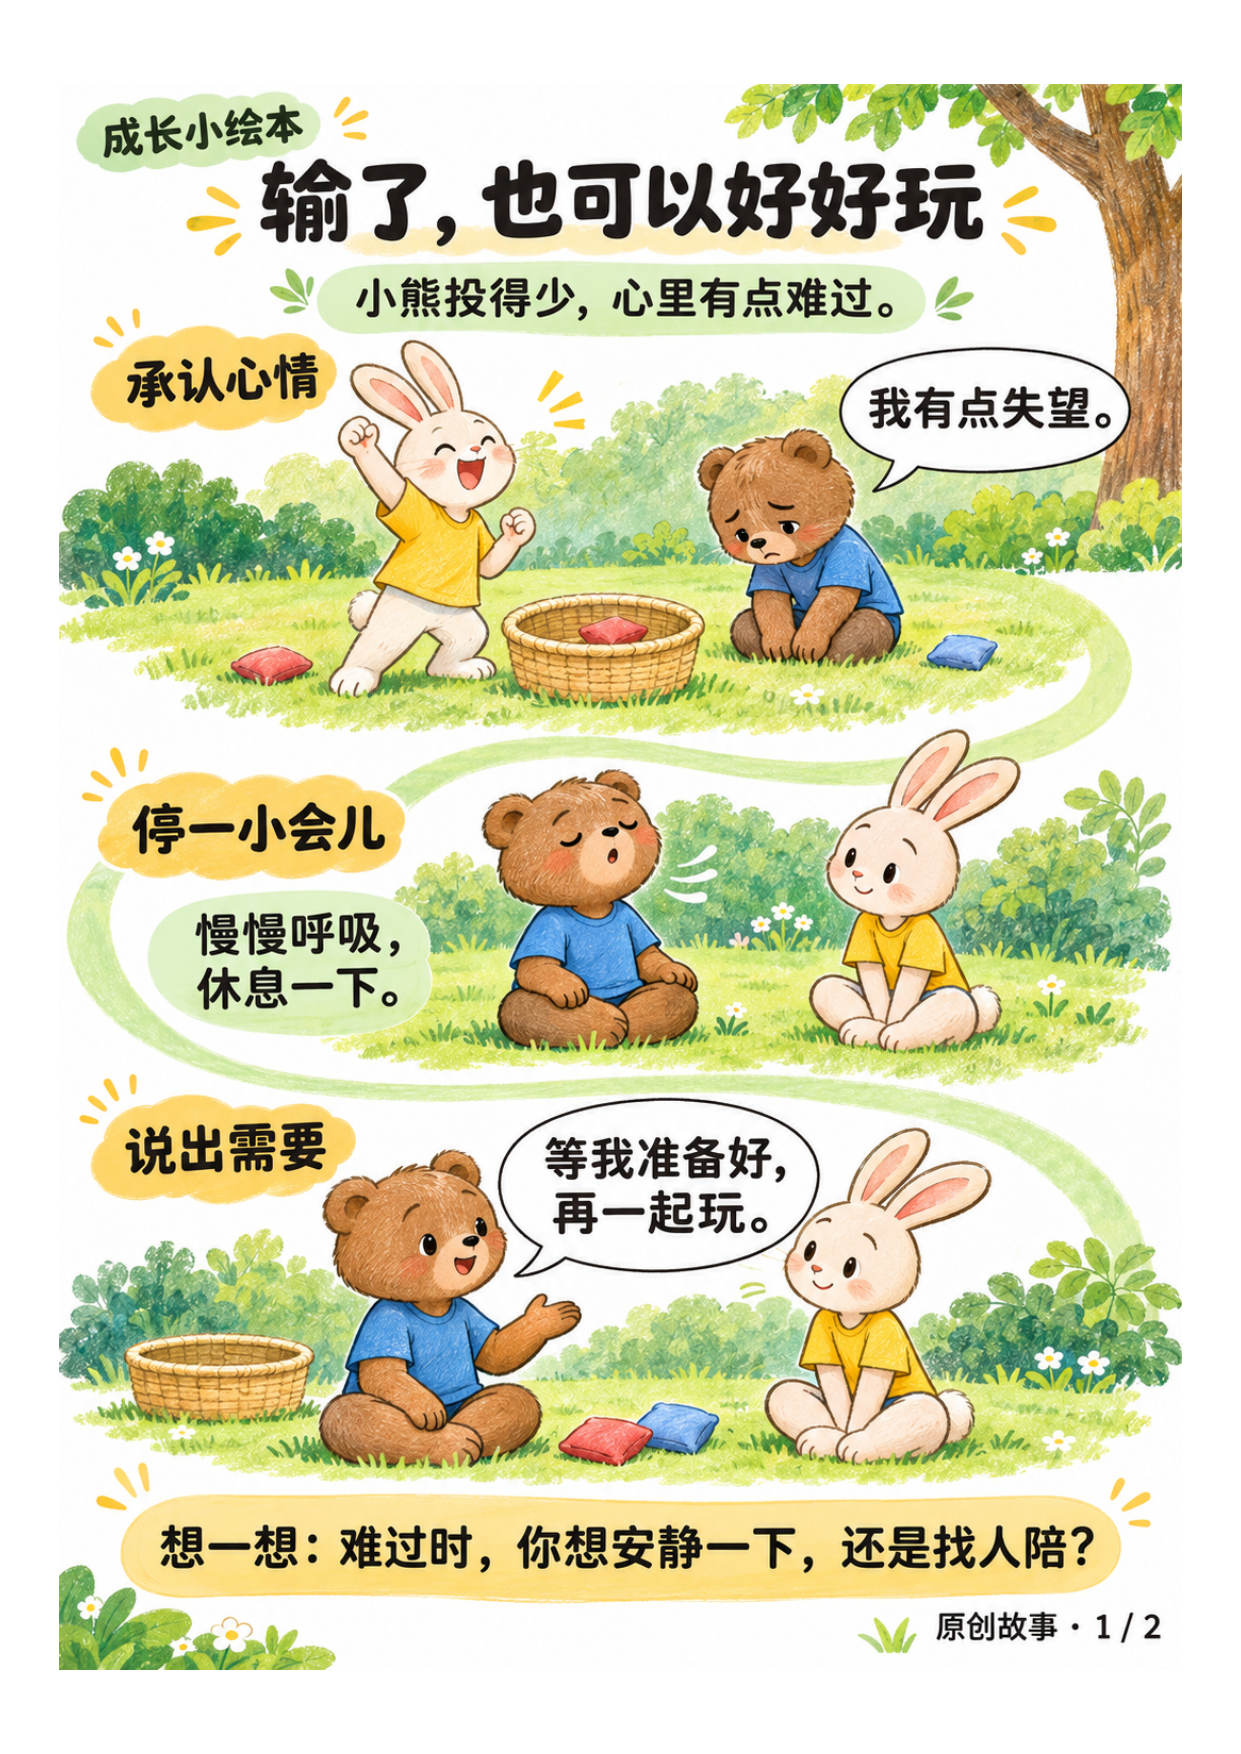 成长小绘本
输了，也可以好好玩
小熊投得少，心里有点难过。
承认心情
我有点失望。
停一小会儿
慢慢呼吸，
休息一下。
说出需要
等我准备好，
再一起玩。
想一想：难过时，你想安静一下，还是找人陪？
原创故事·1/2